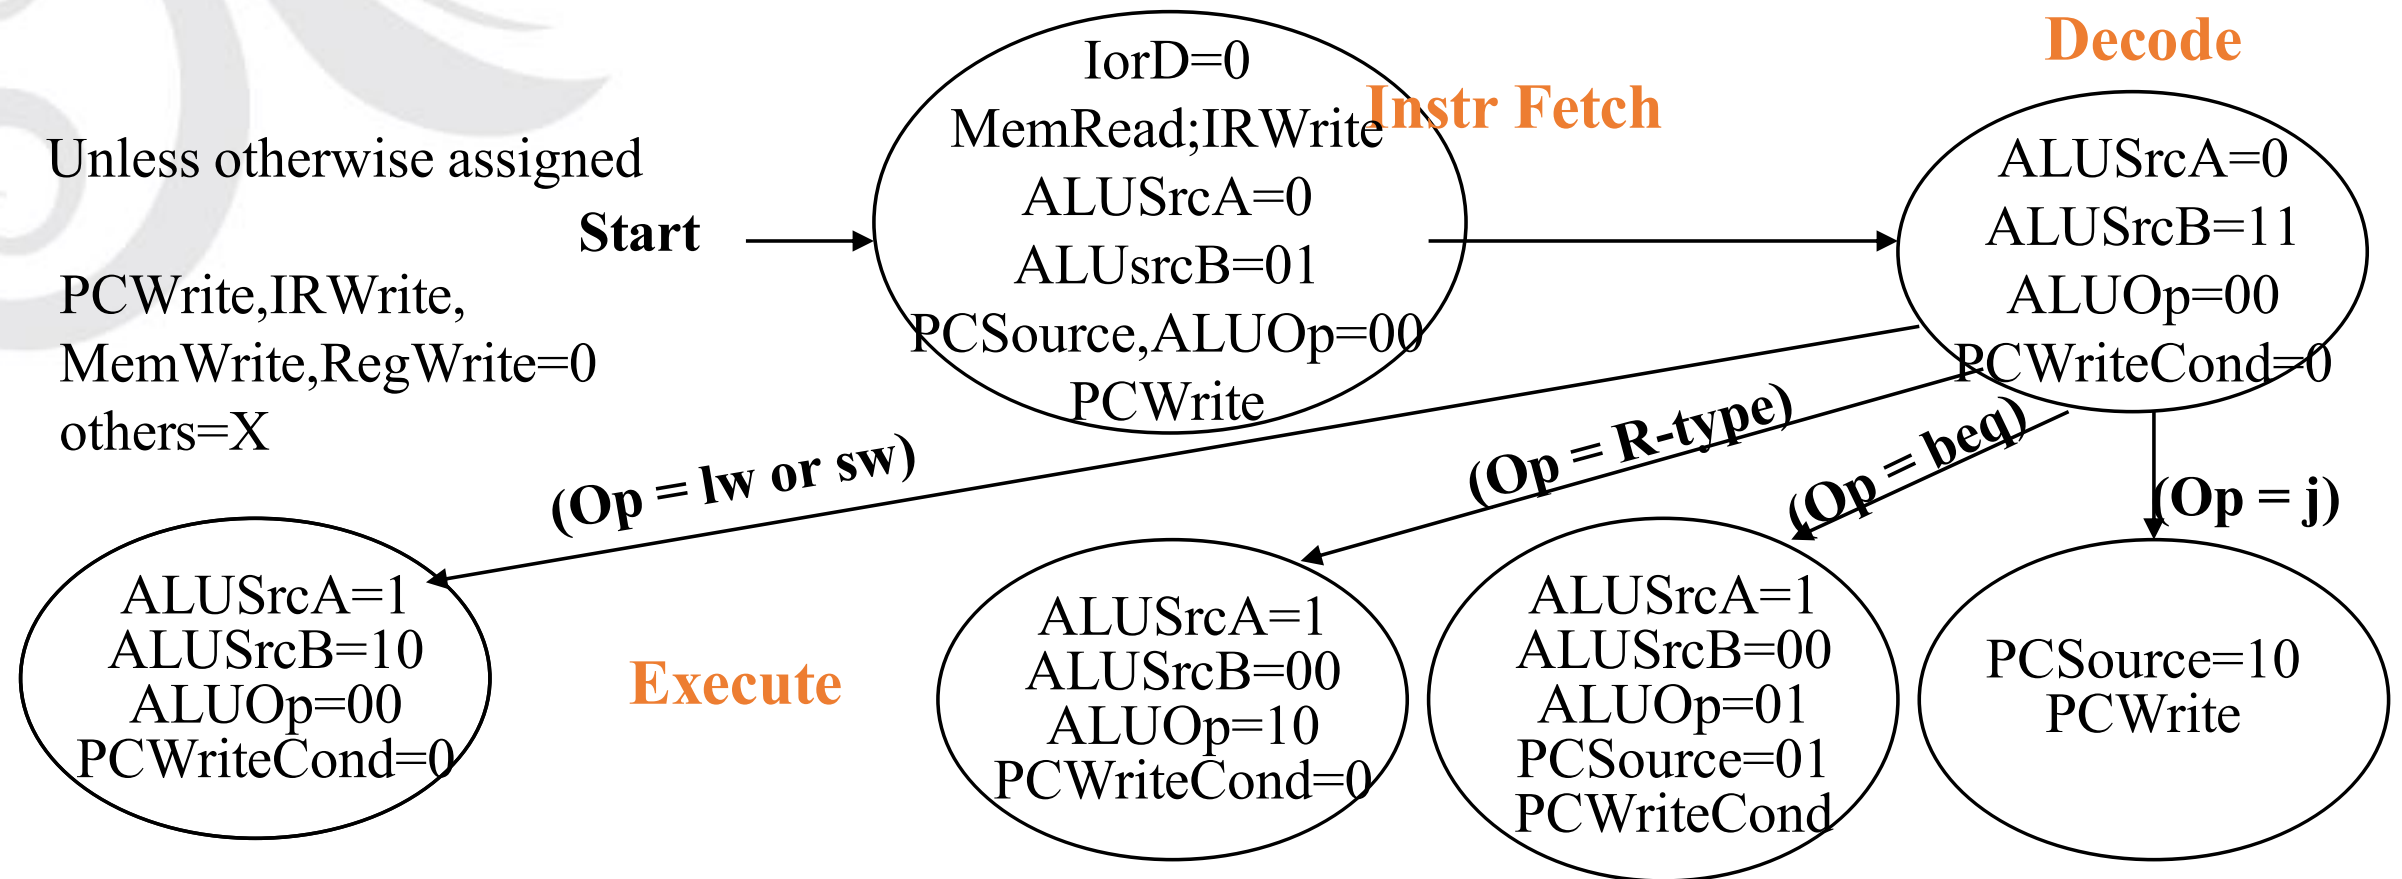 Decode
IorD=0
Instr Fetch
MemRead;IRWrite
Unless otherwise assigned
ALUSrcA=0
ALUSrcA=0
Start
ALUSrcB=11
ALUsrcB=01
PCWrite,IRWrite,
ALUOp=00
PCSource,ALUOp=00
MemWrite,RegWrite=0
PCWriteCond=0
PCWrite
others=X
(Op = lw or sw)
(Op = R-type)
(Op = beq)
(Op = j)
ALUSrcA=1
ALUSrcB=10
ALUOp=00
PCWriteCond=0
Execute
ALUSrcA=1
ALUSrcB=00
ALUOp=10
PCWriteCond=0
ALUSrcA=1
ALUSrcB=00
ALUOp=01
PCSource=01
PCWriteCond
PCSource=10
PCWrite